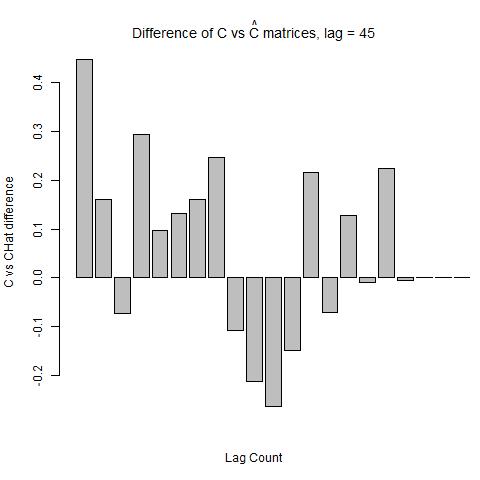 Difference of C vs Ĉ matrices, lag = 45
C vs CHat difference
0.4
0.3
0.2
0.1
0.0
-0.1
-0.2
Lag Count